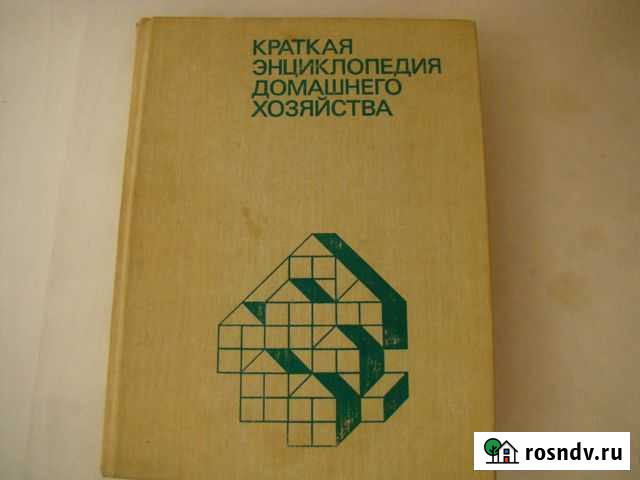 КРАТКАЯ
ЭНЦИКЛОПЕДИЯ
ДОМАШНЕГО
ХОЗЯЙСТВА
rosndv.ru